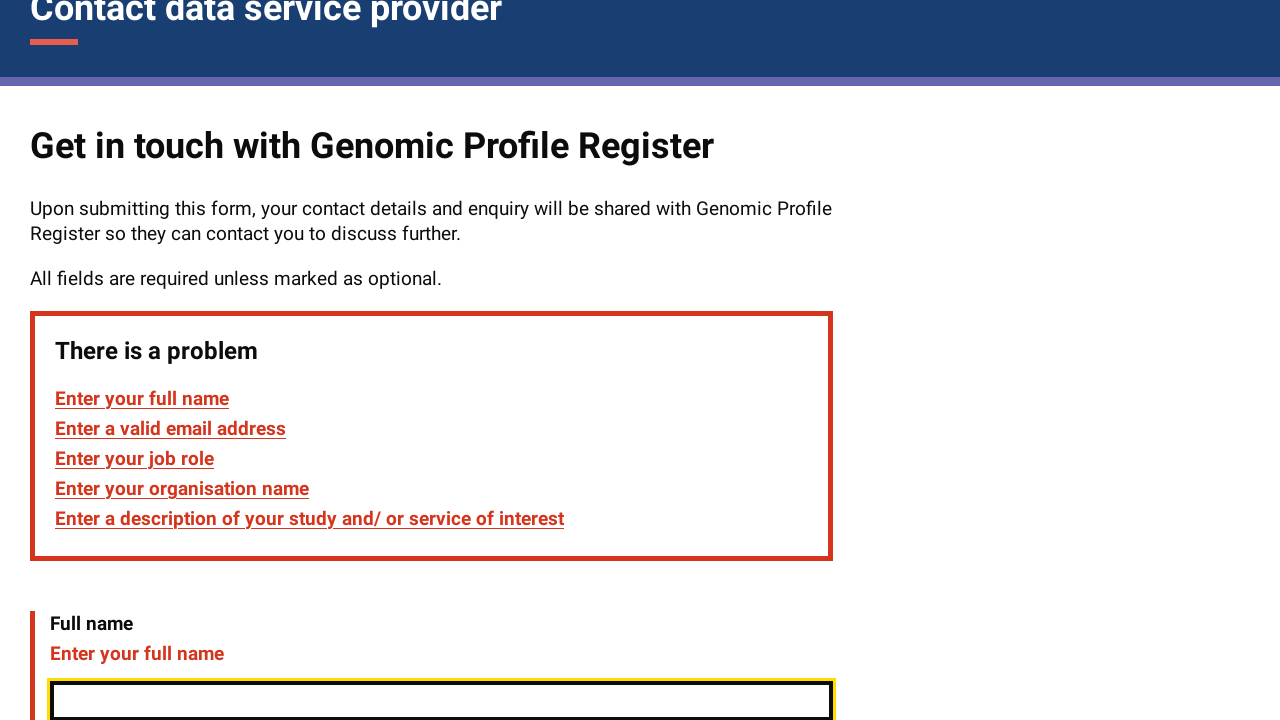 Contact data service provider
Get in touch with Genomic Profile Register
Upon submitting this form, your contact details and enquiry will be shared with Genomic Profile
Register so they can contact you to discuss further.
All fields are required unless marked as optional.
There is a problem
Enter your full name
Enter a valid email address
Enter your job role
Enter your organisation name
Enter a description of your study and/ or service of interest
Full name
Enter your full name